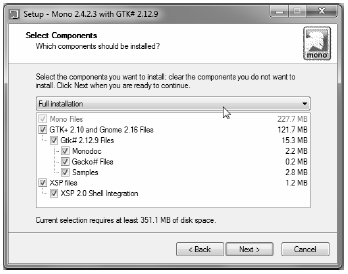 Setup - Mono 2.4.2.3 with GTK# 2.12.9
Select Components
Which components should be installed?
mono
Select the components you want to install; clear the components you do not want to
install. Click Next when you are ready to continue.
Full installation
Mono Files 227.7 MB
GTK+ 2.10 and Gnome 2.16 Files 121.7 MB
Gtk# 2.12.9 Files 15.3 MB
Monodoc 2.2 MB
Gecko# Files 0.2 MB
Samples 2.8 MB
XSP files 1.2 MB
XSP 2.0 Shell Integration
Current selection requires at least 351.1 MB of disk space.
< Back
Next >
Cancel